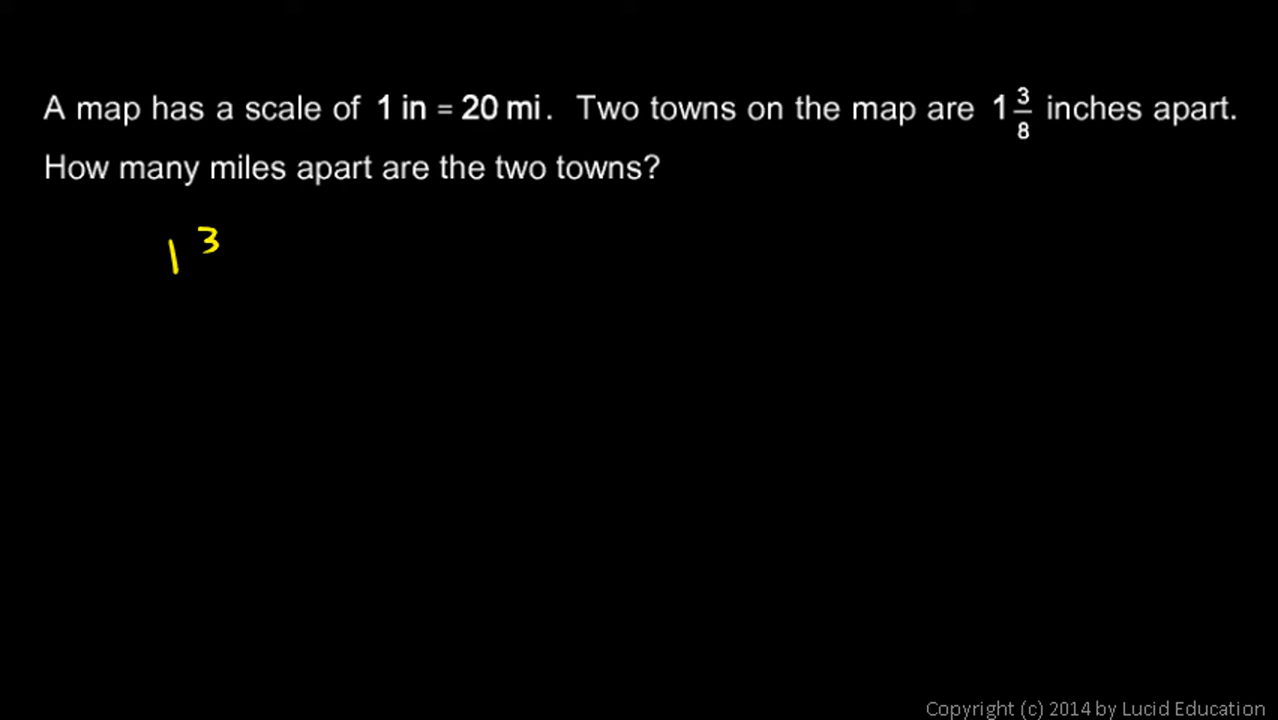 A map has a scale of 1 in = 20 mi. Two towns on the map are 1 3/8 inches apart.
How many miles apart are the two towns?
1 3
Copyright (c) 2014 by Lucid Education